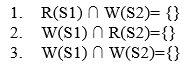 1. R(S1) ∩ W(S2)= {}
2. W(S1) ∩ R(S2)={}
3. W(S1) ∩ W(S2)={}